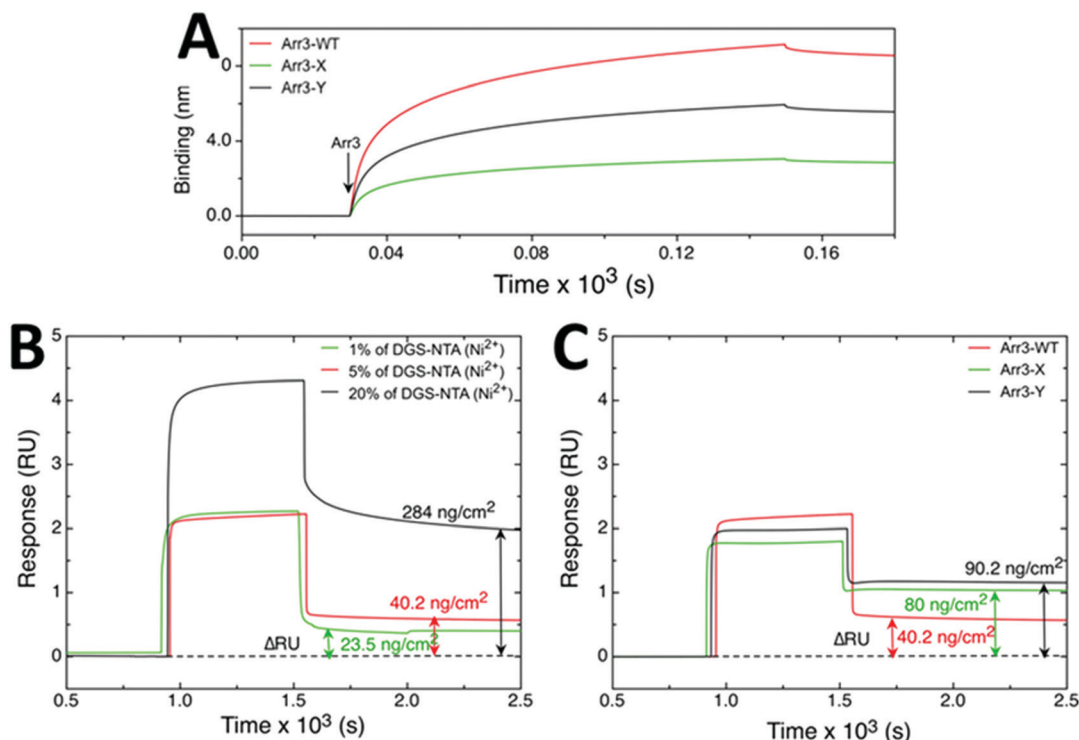 A
Arr3-WT
Arr3-X
Arr3-Y
Binding (nm
0
4.0
0.0
Arr3
0.00
0.04
0.08
0.12
0.16
Time x 10³ (s)
B
Response (RU)
5
4
3
2
1
0
1% of DGS-NTA (Ni²⁺)
5% of DGS-NTA (Ni²⁺)
20% of DGS-NTA (Ni²⁺)
284 ng/cm²
40.2 ng/cm²
ΔRU
23.5 ng/cm²
0.5
1.0
1.5
2.0
2.5
Time x 10³ (s)
C
Response (RU)
5
4
3
2
1
0
Arr3-WT
Arr3-X
Arr3-Y
90.2 ng/cm²
80 ng/cm²
ΔRU
40.2 ng/cm²
0.5
1.0
1.5
2.0
2.5
Time x 10³ (s)